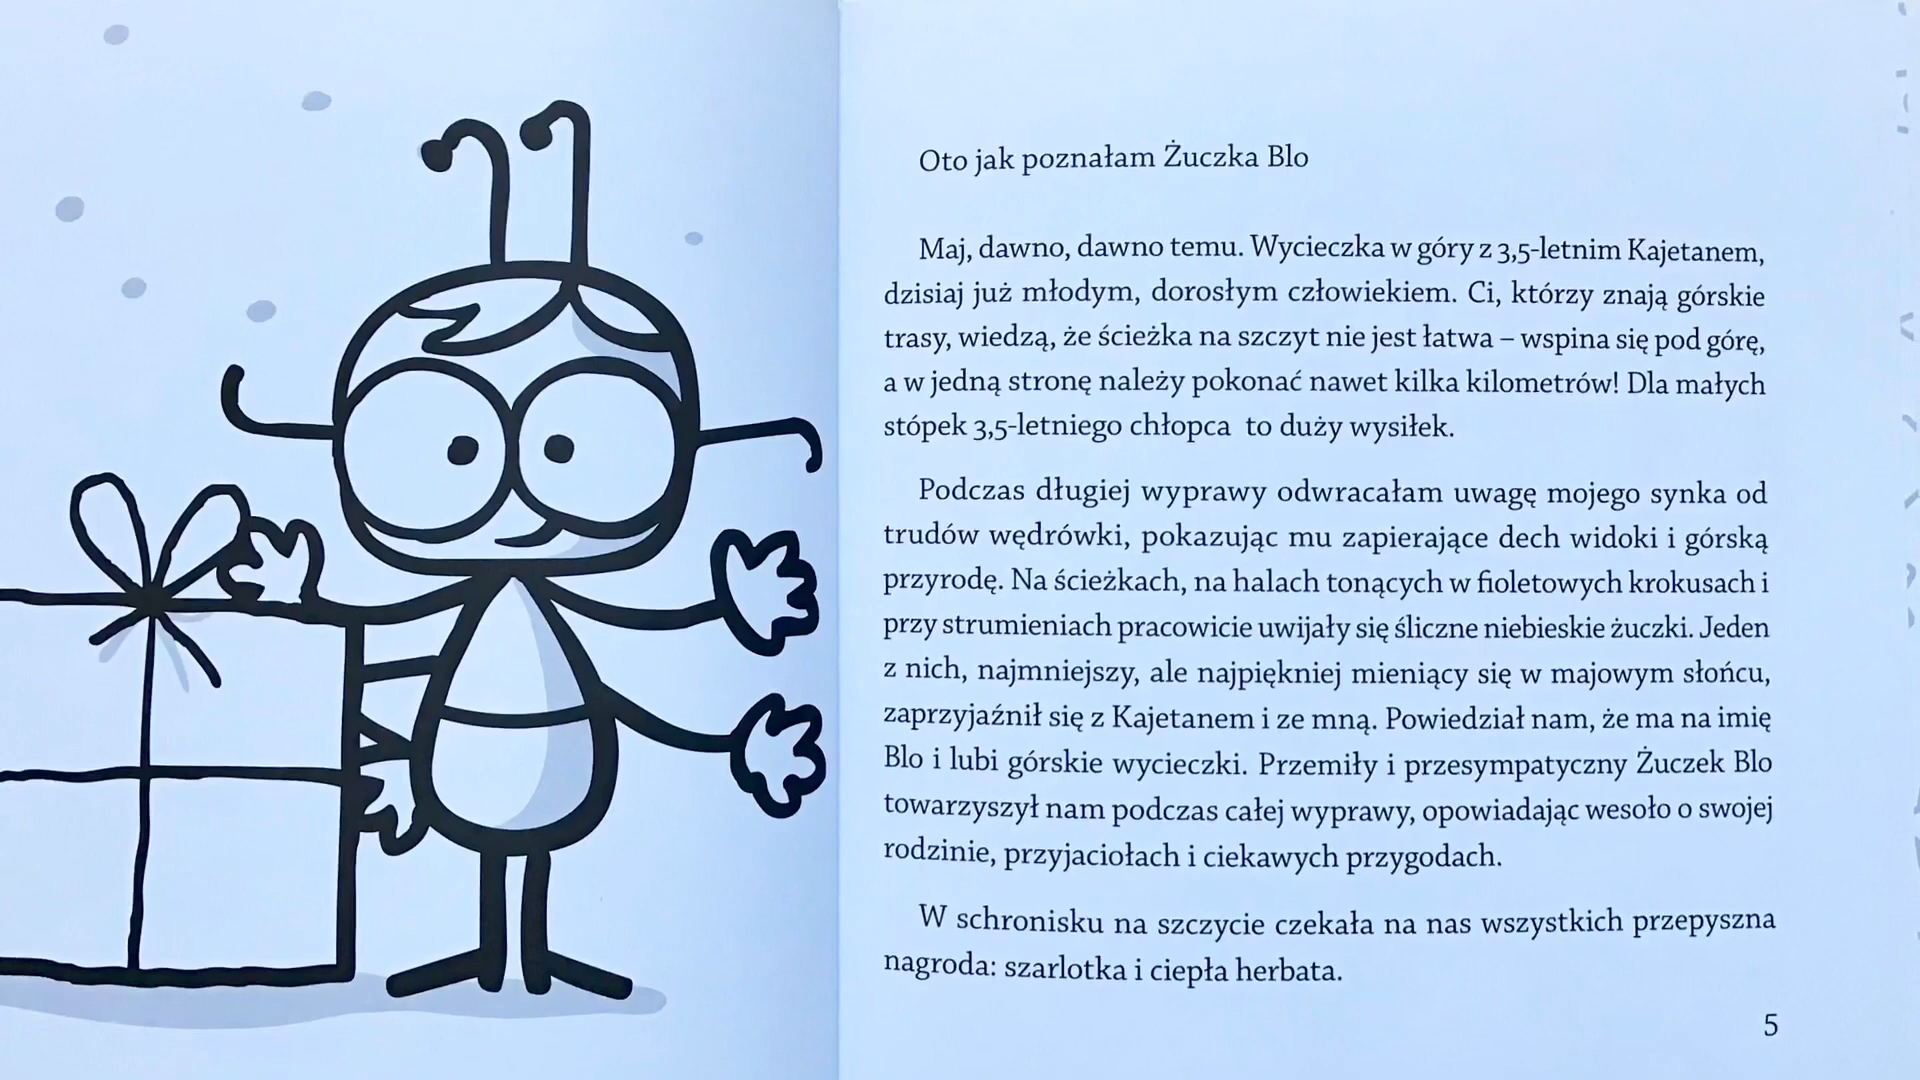 Oto jak poznałam Żuczka Blo
Maj, dawno, dawno temu. Wycieczka w góry z 3,5-letnim Kajetanem,
dzisiaj już młodym, dorosłym człowiekiem. Ci, którzy znają górskie
trasy, wiedzą, że ścieżka na szczyt nie jest łatwa – wspina się pod górę,
a w jedną stronę należy pokonać nawet kilka kilometrów! Dla małych
stópek 3,5-letniego chłopca to duży wysiłek.
Podczas długiej wyprawy odwracałam uwagę mojego synka od
trudów wędrówki, pokazując mu zapierające dech widoki i górską
przyrodę. Na ścieżkach, na halach tonących w fioletowych krokusach i
przy strumieniach pracowicie uwijały się śliczne niebieskie żuczki. Jeden
z nich, najmniejszy, ale najpiękniej mieniący się w majowym słońcu,
zaprzyjaźnił się z Kajetanem i ze mną. Powiedział nam, że ma na imię
Blo i lubi górskie wycieczki. Przemiły i przesympatyczny Żuczek Blo
towarzyszył nam podczas całej wyprawy, opowiadając wesoło o swojej
rodzinie, przyjaciołach i ciekawych przygodach.
W schronisku na szczycie czekała na nas wszystkich przepyszna
nagroda: szarlotka i ciepła herbata.
5